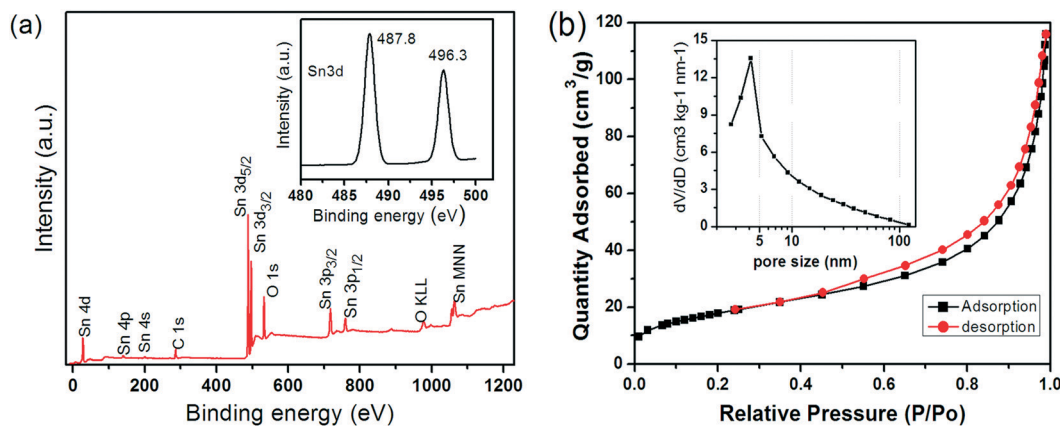 (a)
Intensity (a.u.)
Binding energy (eV)
0 200 400 600 800 1000 1200
Sn 4d
Sn 4p
Sn 4s
C 1s
Sn 3d5/2
Sn 3d3/2
O 1s
Sn 3p3/2
Sn 3p1/2
O KLL
Sn MNN
Sn3d
487.8
496.3
Intensity (a.u.)
480 485 490 495 500
Binding energy (eV)
(b)
Quantity Adsorbed (cm3/g)
120
100
80
60
40
20
0
0.0 0.2 0.4 0.6 0.8 1.0
Relative Pressure (P/Po)
dV/dD (cm3 kg-1 nm-1)
15
12
9
6
3
0
5 10 100
pore size (nm)
Adsorption
desorption